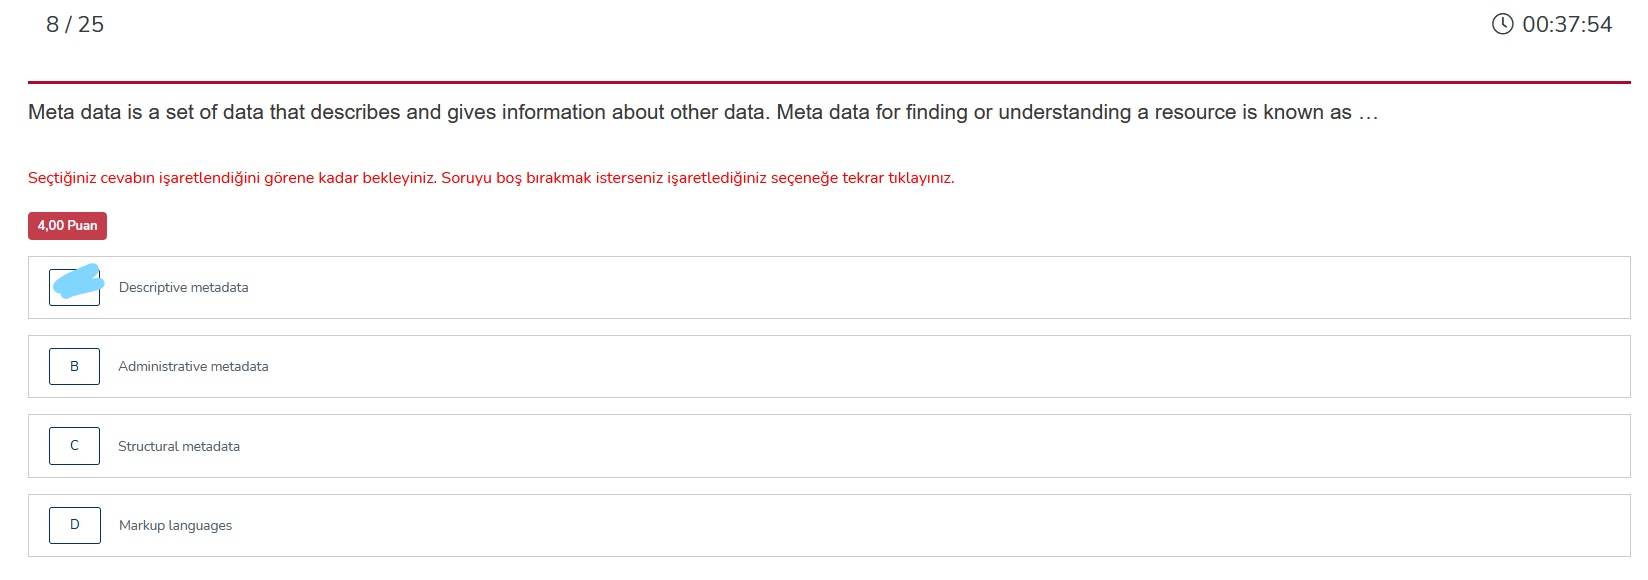 8 / 25
00:37:54
Meta data is a set of data that describes and gives information about other data. Meta data for finding or understanding a resource is known as …
Seçtiğiniz cevabın işaretlendiğini görene kadar bekleyiniz. Soruyu boş bırakmak isterseniz işaretlediğiniz seçeneğe tekrar tıklayınız.
4,00 Puan
Descriptive metadata
B Administrative metadata
C Structural metadata
D Markup languages